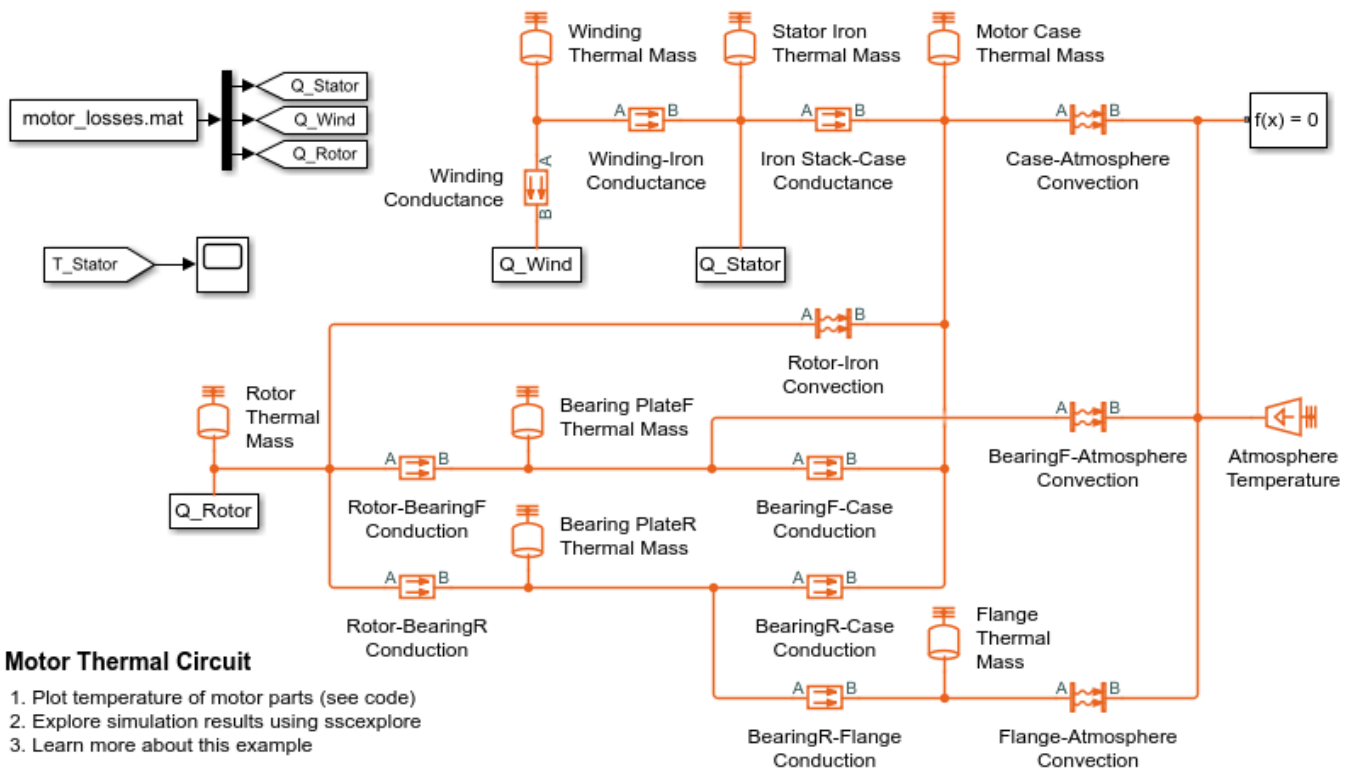 Winding
Thermal Mass
Stator Iron
Thermal Mass
Motor Case
Thermal Mass
motor_losses.mat
Q_Stator
Q_Wind
Q_Rotor
A
B
Winding-Iron
Conductance
A
B
Iron Stack-Case
Conductance
A
B
Case-Atmosphere
Convection
f(x) = 0
A
B
Winding
Conductance
T_Stator
Q_Wind
Q_Stator
A
B
Rotor-Iron
Convection
Rotor
Thermal
Mass
Q_Rotor
Bearing PlateF
Thermal Mass
A
B
Rotor-BearingF
Conduction
A
B
BearingF-Case
Conduction
A
B
BearingF-Atmosphere
Convection
Atmosphere
Temperature
Bearing PlateR
Thermal Mass
A
B
Rotor-BearingR
Conduction
A
B
BearingR-Case
Conduction
Flange
Thermal
Mass
A
B
BearingR-Flange
Conduction
A
B
Flange-Atmosphere
Convection
Motor Thermal Circuit
1. Plot temperature of motor parts (see code)
2. Explore simulation results using sscexplore
3. Learn more about this example